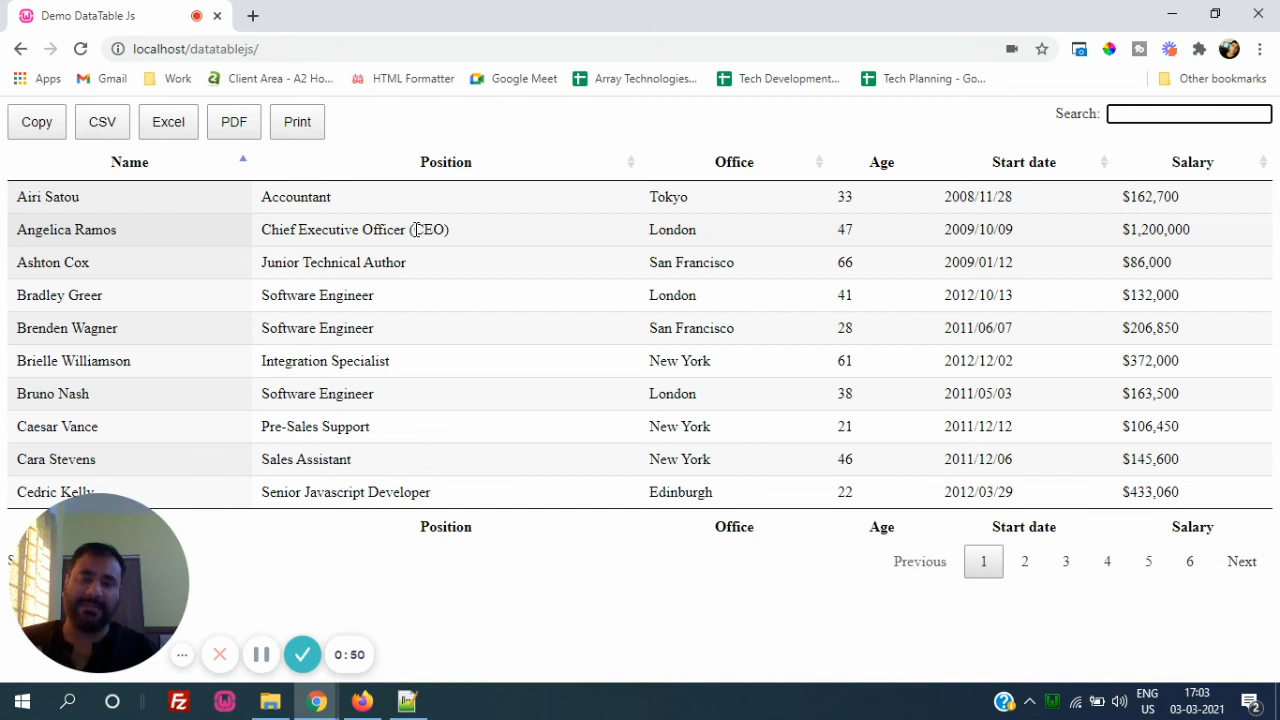 Demo DataTable Js
localhost/datatablejs/
Apps Gmail Work Client Area - A2 Ho... HTML Formatter Google Meet Array Technologies... Tech Development... Tech Planning - Go... Other bookmarks
Copy CSV Excel PDF Print Search:
Name Position Office Age Start date Salary
Airi Satou Accountant Tokyo 33 2008/11/28 $162,700
Angelica Ramos Chief Executive Officer (CEO) London 47 2009/10/09 $1,200,000
Ashton Cox Junior Technical Author San Francisco 66 2009/01/12 $86,000
Bradley Greer Software Engineer London 41 2012/10/13 $132,000
Brenden Wagner Software Engineer San Francisco 28 2011/06/07 $206,850
Brielle Williamson Integration Specialist New York 61 2012/12/02 $372,000
Bruno Nash Software Engineer London 38 2011/05/03 $163,500
Caesar Vance Pre-Sales Support New York 21 2011/12/12 $106,450
Cara Stevens Sales Assistant New York 46 2011/12/06 $145,600
Cedric Kelly Senior Javascript Developer Edinburgh 22 2012/03/29 $433,060
Position Office Age Start date Salary
Previous 1 2 3 4 5 6 Next
0:50
ENG 17:03
US 03-03-2021 2